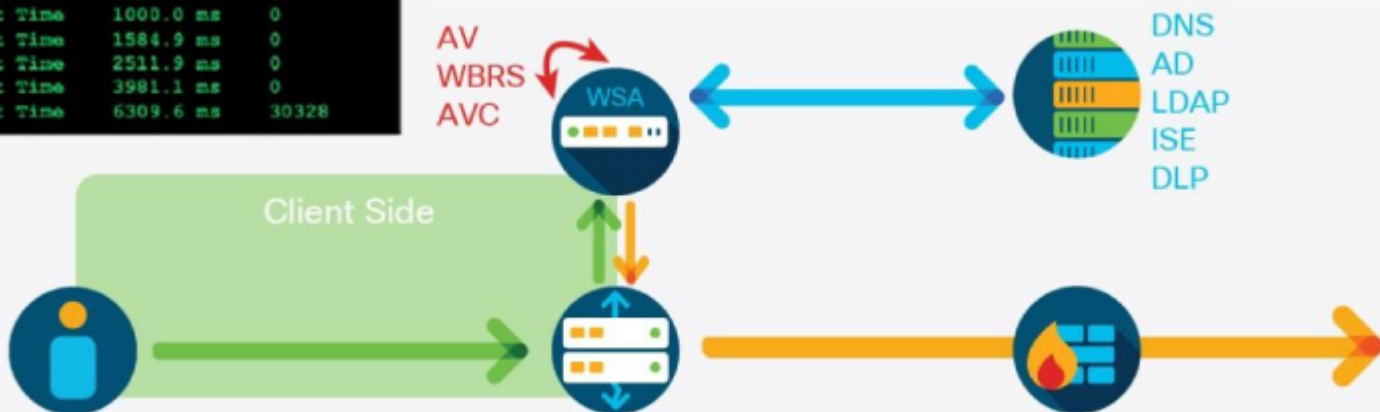 Time 1000.0 ms 0
Time 1584.9 ms 0
Time 2511.9 ms 0
Time 3981.1 ms 0
Time 6309.6 ms 30328
AV
WBRS
AVC
WSA
DNS
AD
LDAP
ISE
DLP
Client Side